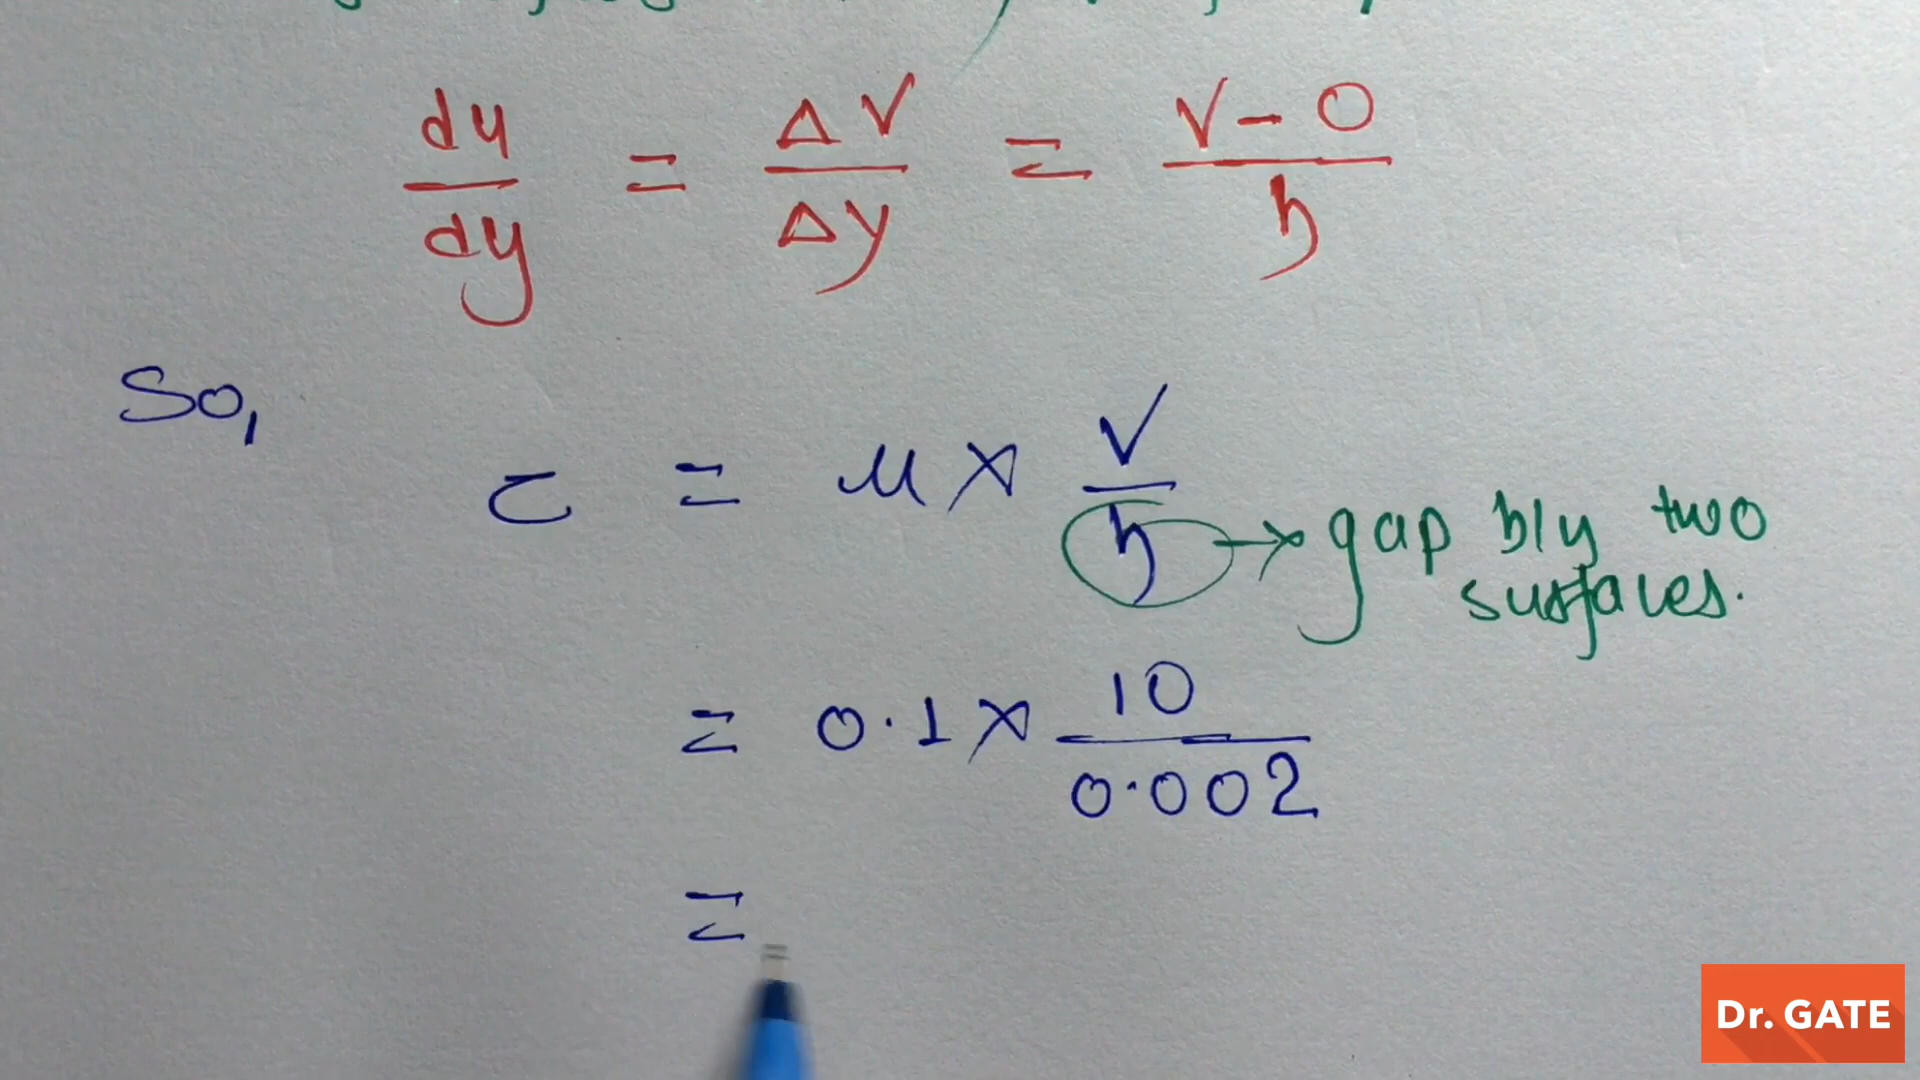 du/dy = ΔV/Δy = V-0/h
So,
τ = μ × V/h → gap b/w two surfaces.
= 0.1 × 10/0.002
=
Dr. GATE